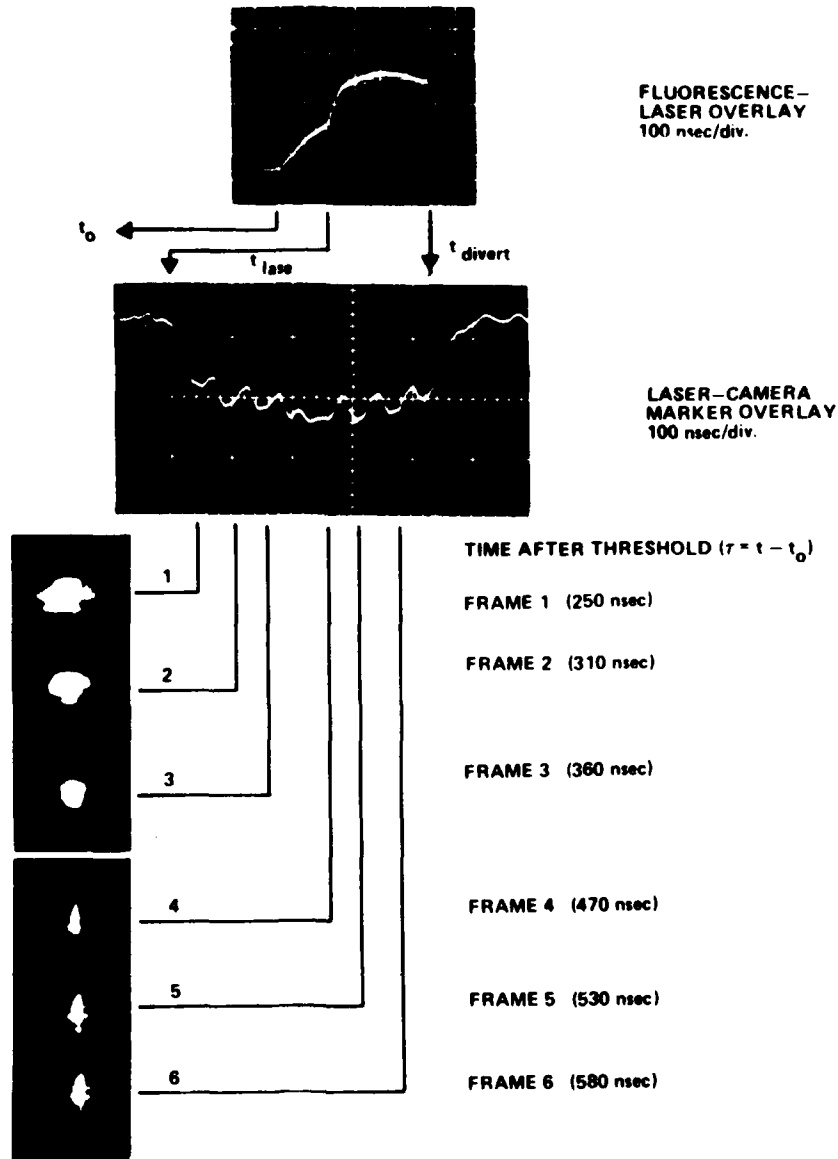 FLUORESCENCE–
LASER OVERLAY
100 nsec/div.
t₀
t lase
t divert
LASER–CAMERA
MARKER OVERLAY
100 nsec/div.
TIME AFTER THRESHOLD (τ = t – t₀)
1
FRAME 1 (250 nsec)
2
FRAME 2 (310 nsec)
3
FRAME 3 (360 nsec)
4
FRAME 4 (470 nsec)
5
FRAME 5 (530 nsec)
6
FRAME 6 (580 nsec)